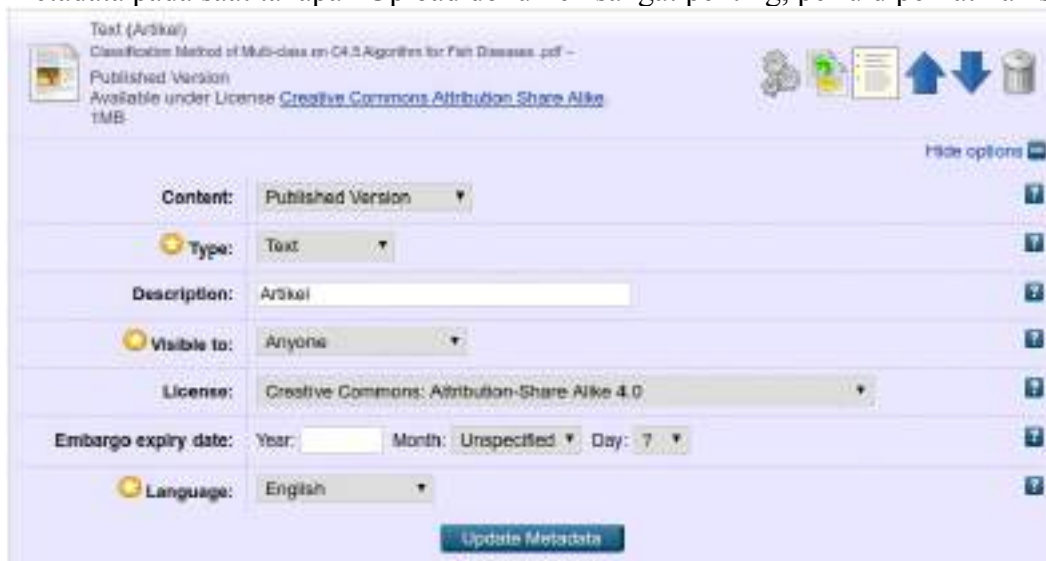 Text (Artikel)
Classification Method of Multi-class on C4.5 Algorithm for Fish Diseases .pdf -
Published Version
Available under License Creative Commons Attribution Share Alike.
1MB
Hide options
Content: Published Version
Type: Text
Description: Artikel
Visible to: Anyone
License: Creative Commons: Attribution-Share Alike 4.0
Embargo expiry date: Year: Month: Unspecified Day: ?
Language: English
Update Metadata